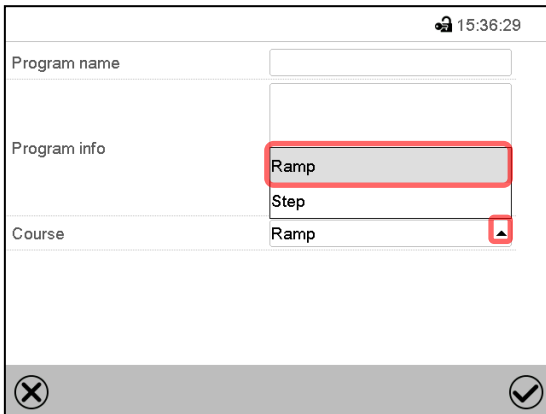 15:36:29
Program name
Program info
Ramp
Step
Course
Ramp